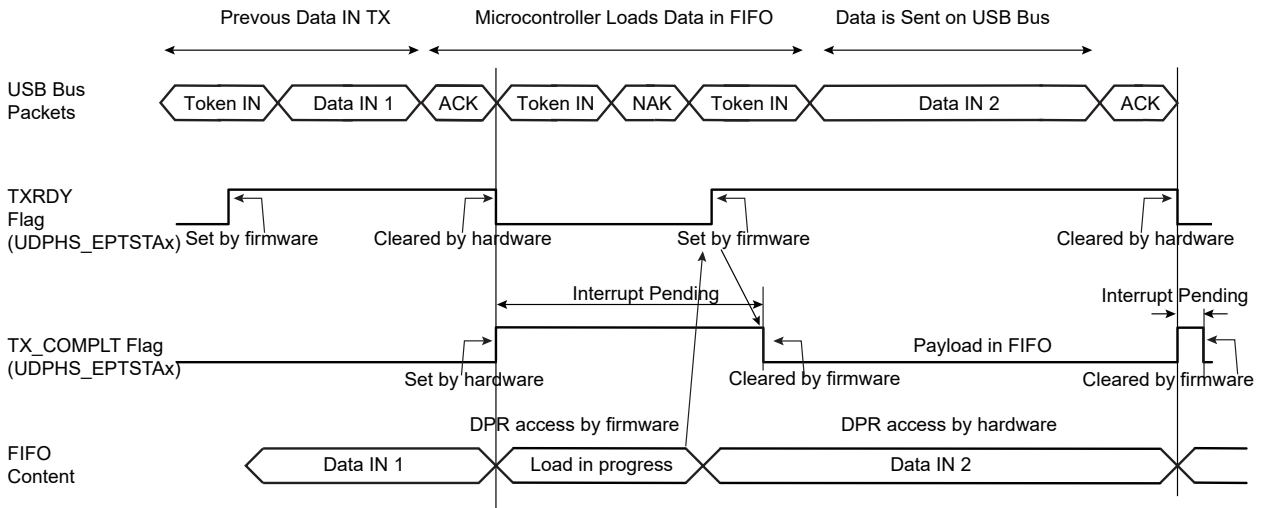 Prevous Data IN TX
Microcontroller Loads Data in FIFO
Data is Sent on USB Bus
USB Bus
Packets
Token IN
Data IN 1
ACK
Token IN
NAK
Token IN
Data IN 2
ACK
TXRDY
Flag
(UDPHS_EPTSTAx)
Set by firmware
Cleared by hardware
Set by firmware
Cleared by hardware
Interrupt Pending
Interrupt Pending
TX_COMPLT Flag
(UDPHS_EPTSTAx)
Payload in FIFO
Set by hardware
Cleared by firmware
Cleared by firmware
DPR access by firmware
DPR access by hardware
FIFO
Content
Data IN 1
Load in progress
Data IN 2